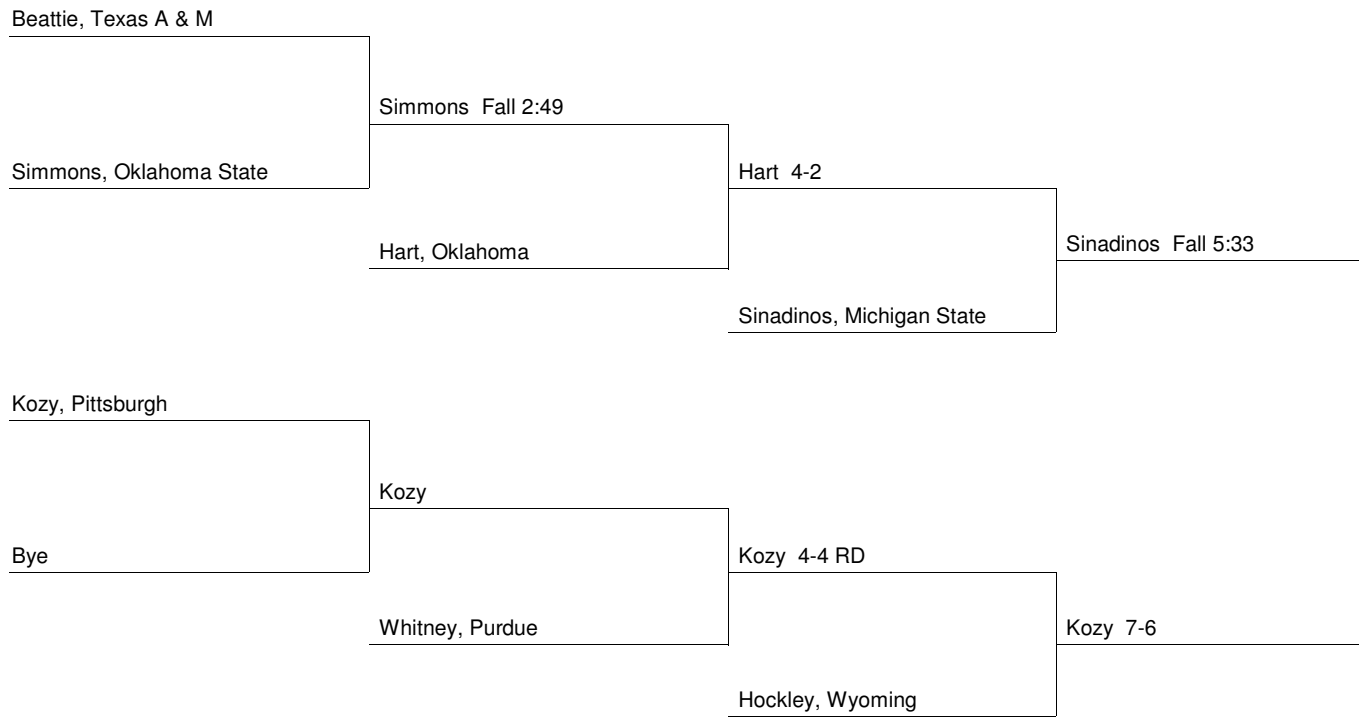 Beattie, Texas A & M
Simmons  Fall 2:49
Simmons, Oklahoma State
Hart  4-2
Hart, Oklahoma
Sinadinos  Fall 5:33
Sinadinos, Michigan State
Kozy, Pittsburgh
Kozy
Bye
Kozy  4-4 RD
Whitney, Purdue
Kozy  7-6
Hockley, Wyoming